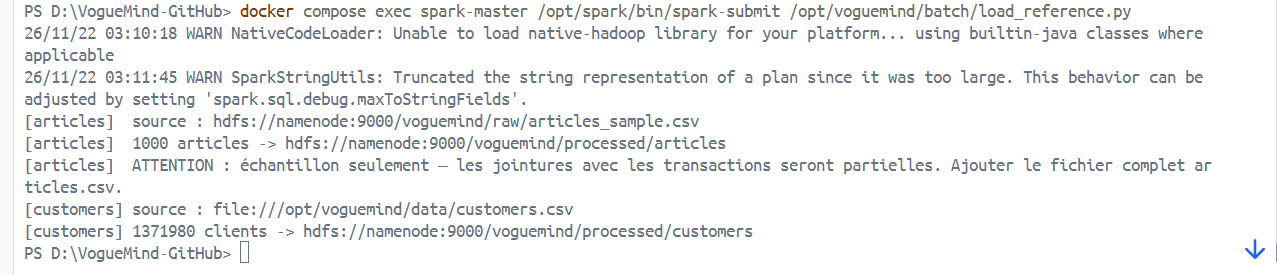 PS D:\VogueMind-GitHub> docker compose exec spark-master /opt/spark/bin/spark-submit /opt/voguemind/batch/load_reference.py
26/11/22 03:10:18 WARN NativeCodeLoader: Unable to load native-hadoop library for your platform... using builtin-java classes where
applicable
26/11/22 03:11:45 WARN SparkStringUtils: Truncated the string representation of a plan since it was too large. This behavior can be
adjusted by setting 'spark.sql.debug.maxToStringFields'.
[articles]  source : hdfs://namenode:9000/voguemind/raw/articles_sample.csv
[articles]  1000 articles -> hdfs://namenode:9000/voguemind/processed/articles
[articles]  ATTENTION : échantillon seulement — les jointures avec les transactions seront partielles. Ajouter le fichier complet ar
ticles.csv.
[customers] source : file:///opt/voguemind/data/customers.csv
[customers] 1371980 clients -> hdfs://namenode:9000/voguemind/processed/customers
PS D:\VogueMind-GitHub>